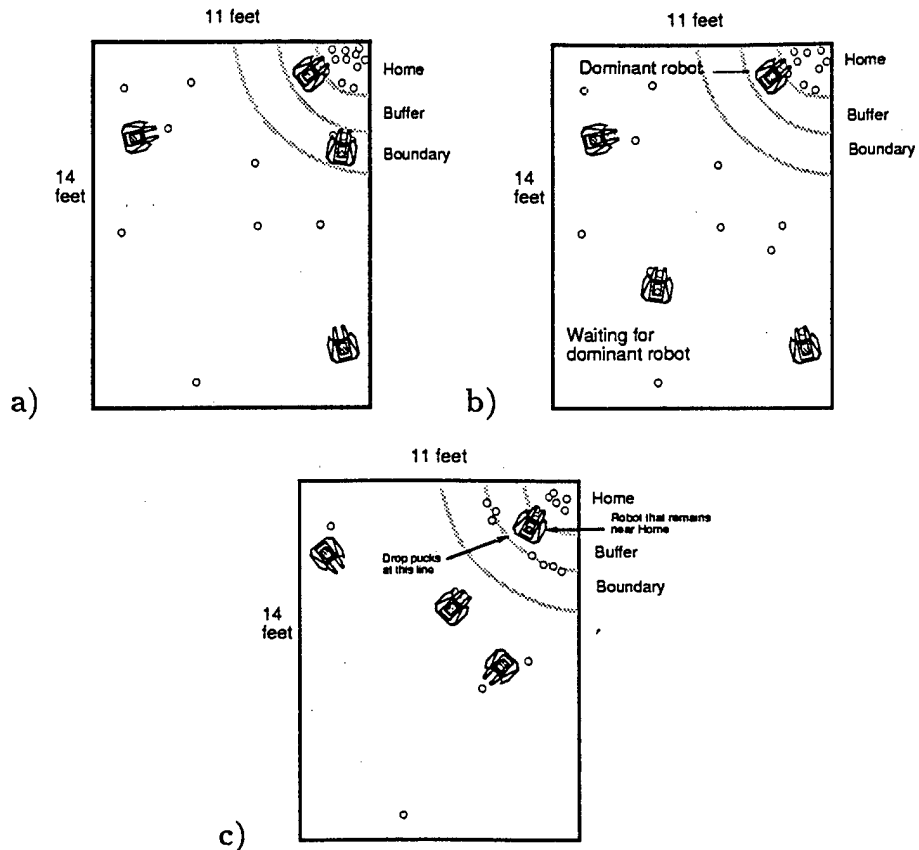 11 feet
Home
Buffer
Boundary
14
feet
a)
11 feet
Dominant robot
Home
Buffer
Boundary
14
feet
Waiting for
dominant robot
b)
11 feet
Home
Robot that remains
near Home
Drop pucks
at this line
Buffer
Boundary
14
feet
c)